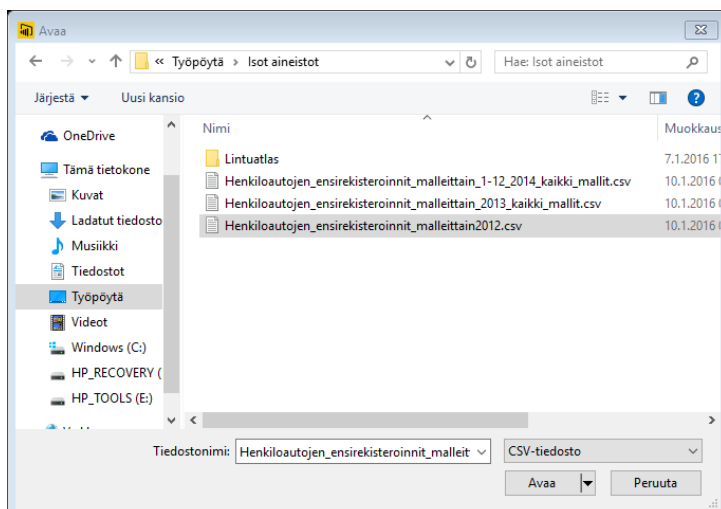 Avaa
« Työpöytä > Isot aineistot
Hae: Isot aineistot
Järjestä
Uusi kansio
OneDrive
Tämä tietokone
Kuvat
Ladatut tiedosto
Musiikki
Tiedostot
Työpöytä
Videot
Windows (C:)
HP_RECOVERY (
HP_TOOLS (E:)
Nimi
Muokkaus
Lintuatlas
7.1.2016 1
Henkiloautojen_ensirekisteroinnit_malleittain_1-12_2014_kaikki_mallit.csv
10.1.2016
Henkiloautojen_ensirekisteroinnit_malleittain_2013_kaikki_mallit.csv
10.1.2016
Henkiloautojen_ensirekisteroinnit_malleittain2012.csv
10.1.2016
Tiedostonimi:
Henkiloautojen_ensirekisteroinnit_malleit
CSV-tiedosto
Avaa
Peruuta